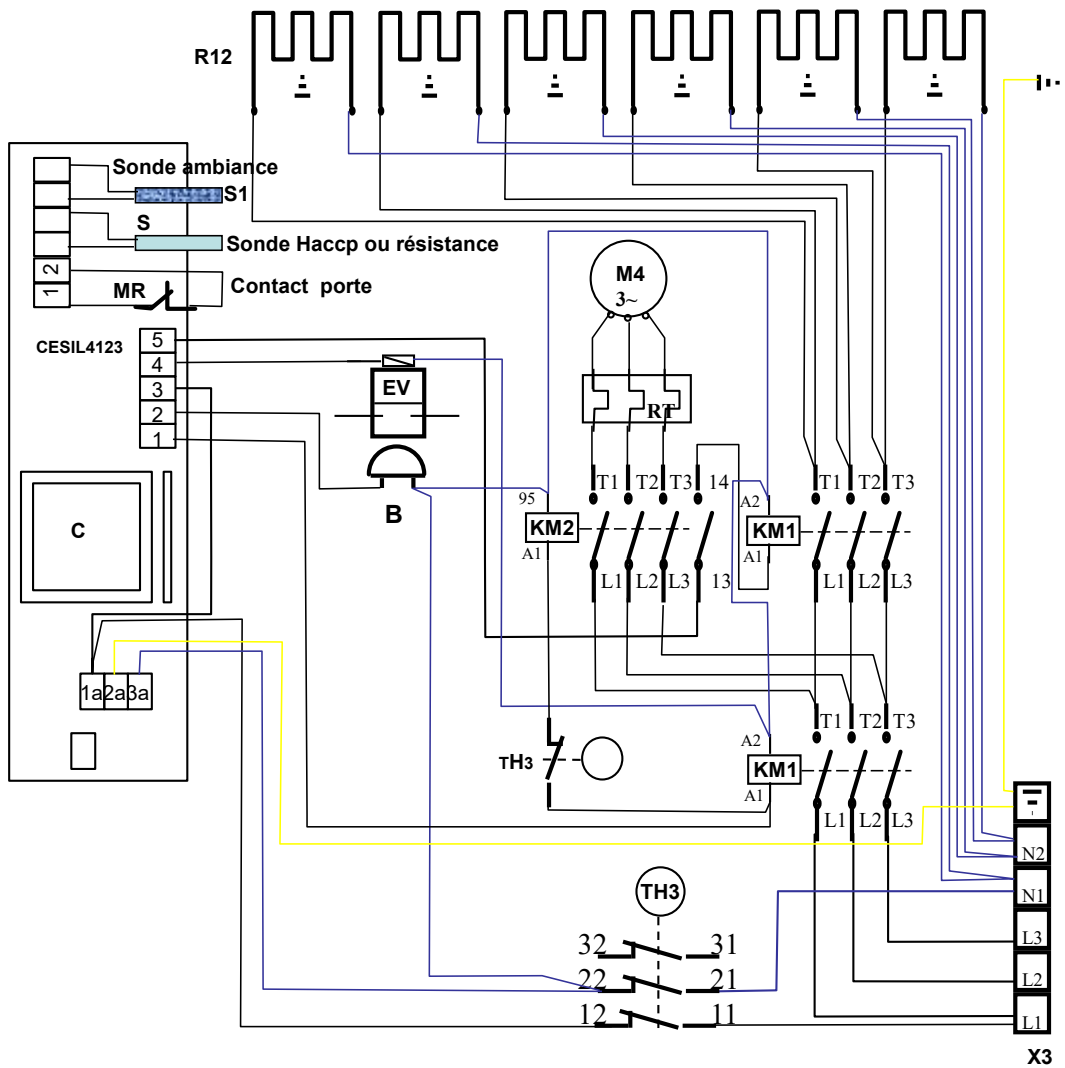 R12
Sonde ambiance
S1
S
Sonde Haccp ou résistance
2
1
MR
Contact porte
M4
3~
CESIL4123
5
4
3
2
1
EV
RT
B
C
T1 T2 T3 14
95
KM2
A1
L1 L2 L3 13
A2
KM1
A1
T1 T2 T3
L1 L2 L3
1a 2a 3a
TH3
A2
KM1
A1
T1 T2 T3
L1 L2 L3
TH3
32 31
22 21
12 11
N2
N1
L3
L2
L1
X3